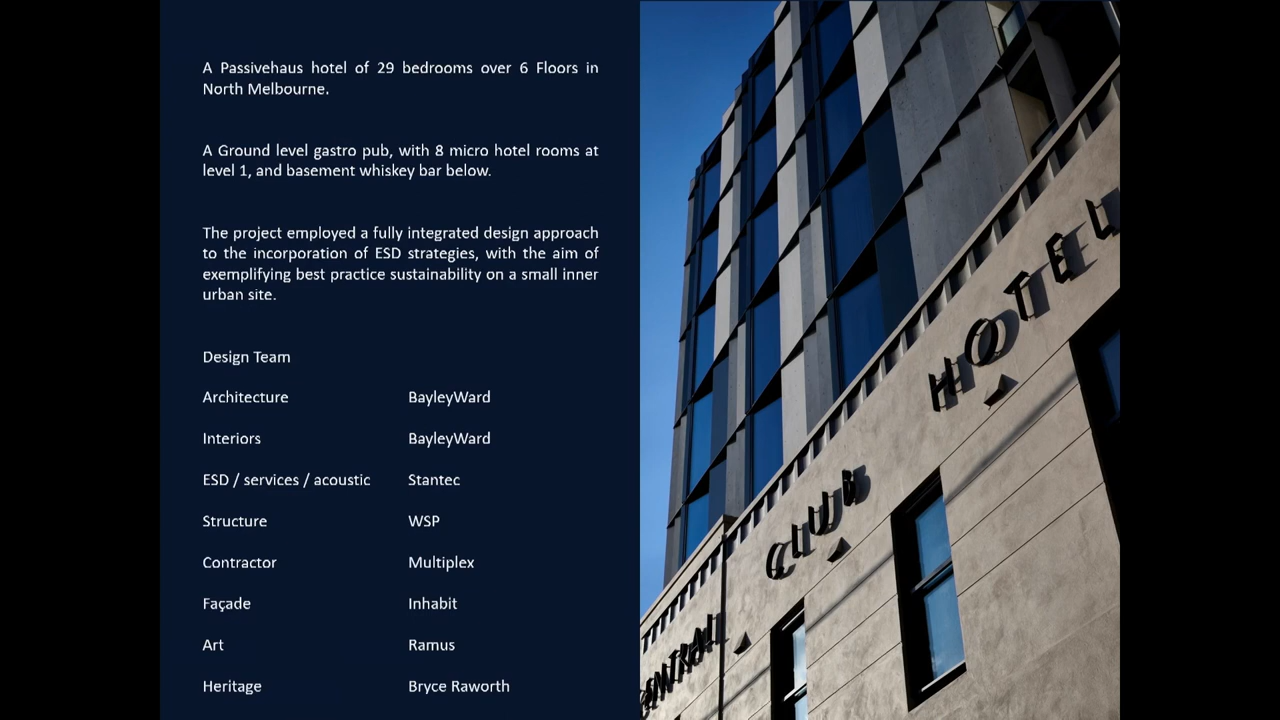 A Passivehaus hotel of 29 bedrooms over 6 Floors in
North Melbourne.
A Ground level gastro pub, with 8 micro hotel rooms at
level 1, and basement whiskey bar below.
The project employed a fully integrated design approach
to the incorporation of ESD strategies, with the aim of
exemplifying best practice sustainability on a small inner
urban site.
Design Team
Architecture BayleyWard
Interiors BayleyWard
ESD / services / acoustic Stantec
Structure WSP
Contractor Multiplex
Façade Inhabit
Art Ramus
Heritage Bryce Raworth
CENTRAL CLUB HOTEL